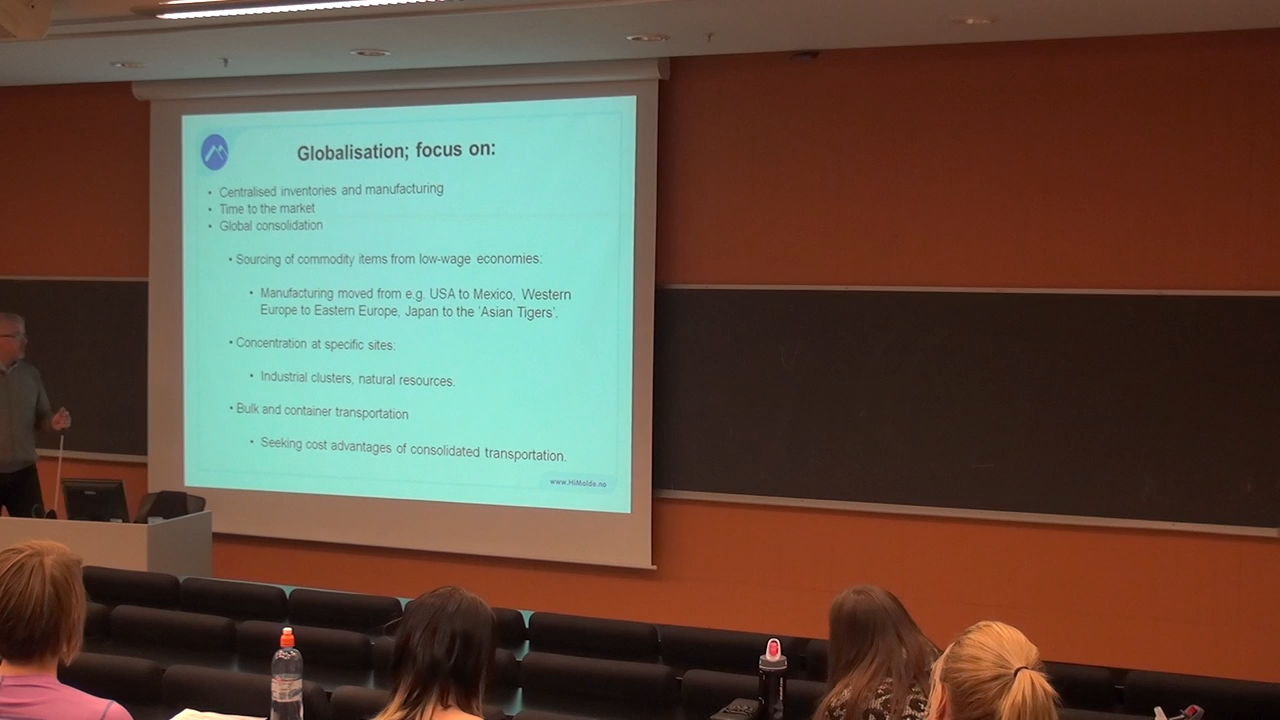 Globalisation; focus on:
• Centralised inventories and manufacturing
• Time to the market
• Global consolidation
• Sourcing of commodity items from low-wage economies:
• Manufacturing moved from e.g. USA to Mexico, Western
Europe to Eastern Europe, Japan to the 'Asian Tigers'.
• Concentration at specific sites:
• Industrial clusters, natural resources.
• Bulk and container transportation
• Seeking cost advantages of consolidated transportation.
www.HiMolde.no